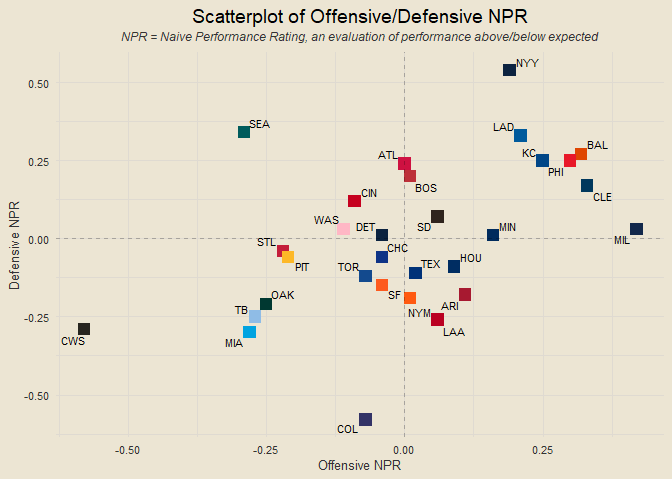 Scatterplot of Offensive/Defensive NPR
NPR = Naive Performance Rating, an evaluation of performance above/below expected
NYY
0.50
SEA
LAD
ATL
KC
BAL
0.25
PHI
BOS
CIN
CLE
WAS
DET
SD
MIN
MIL
0.00
STL
CHC
PIT
TOR
TEX
HOU
OAK
SF
ARI
TB
NYM
-0.25
MIA
LAA
CWS
-0.50
COL
Defensive NPR
-0.50
-0.25
0.00
0.25
Offensive NPR